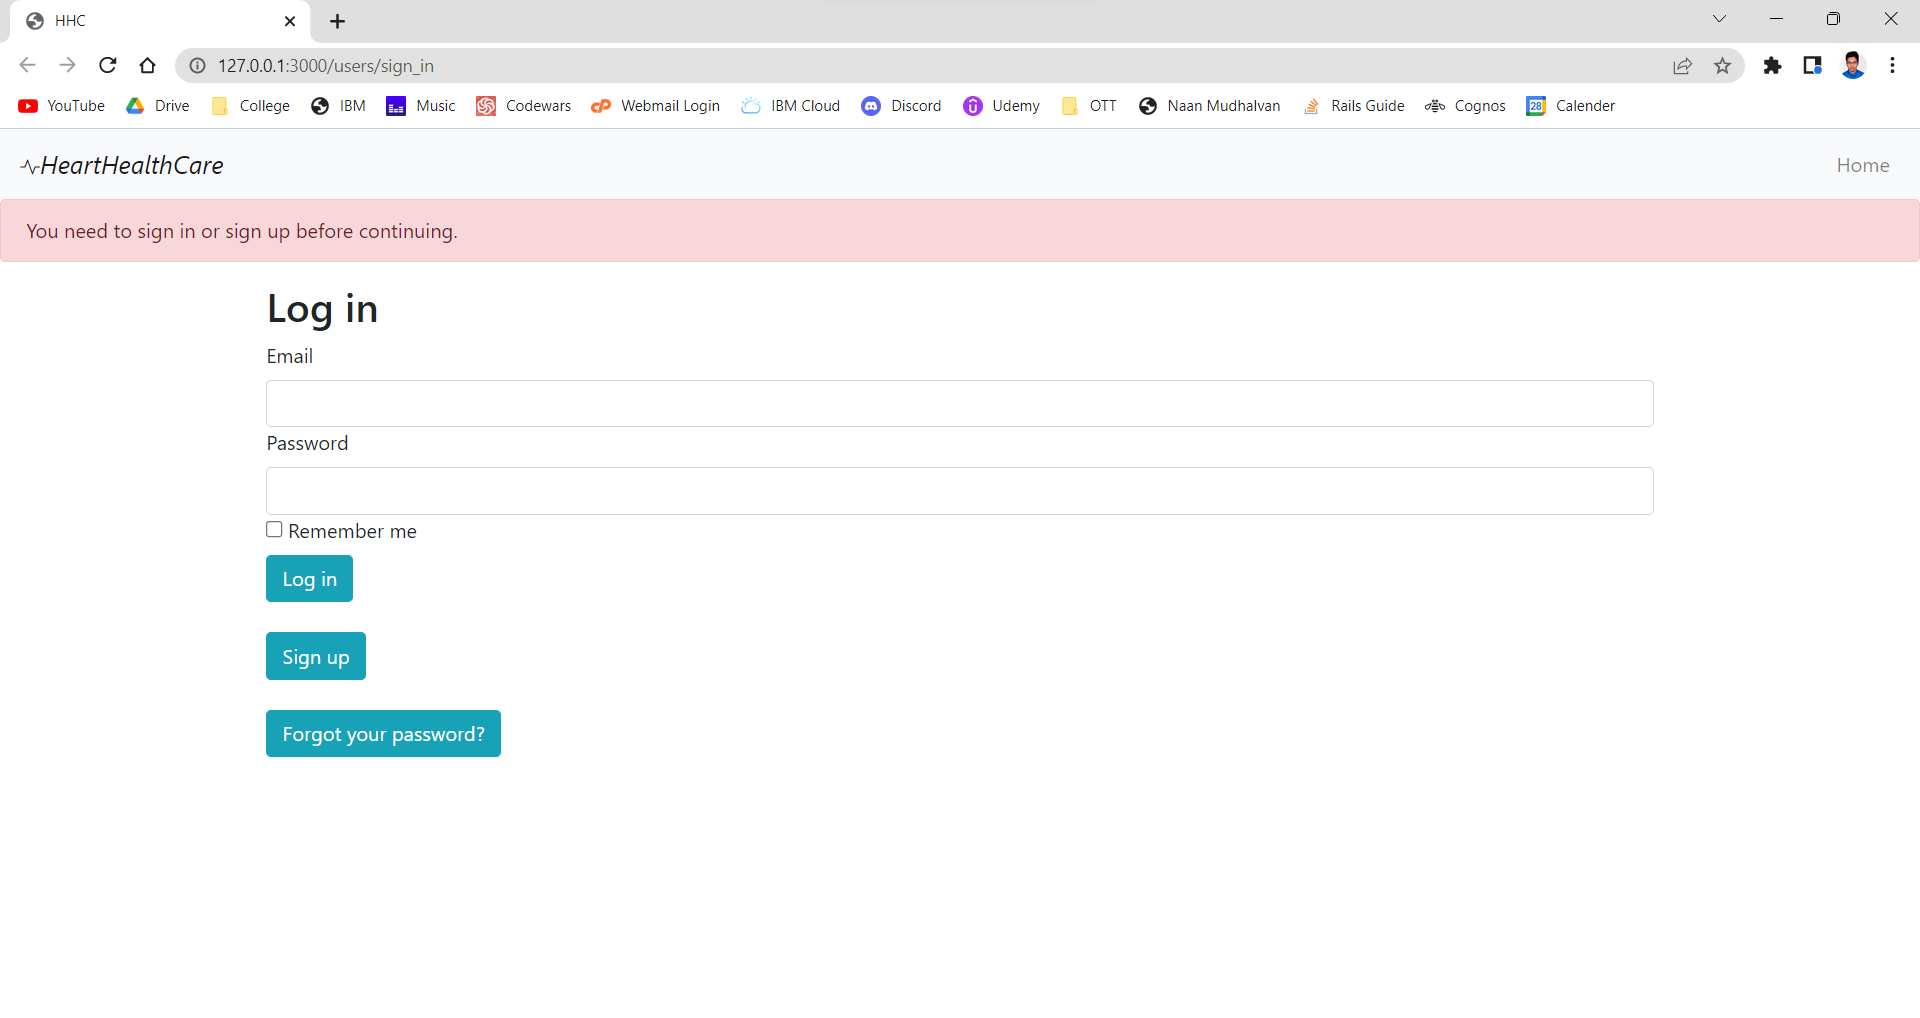 HHC
127.0.0.1:3000/users/sign_in
YouTube Drive College IBM Music Codewars Webmail Login IBM Cloud Discord Udemy OTT Naan Mudhalvan Rails Guide Cognos 28 Calender
HeartHealthCare Home
You need to sign in or sign up before continuing.
Log in
Email
Password
Remember me
Log in
Sign up
Forgot your password?